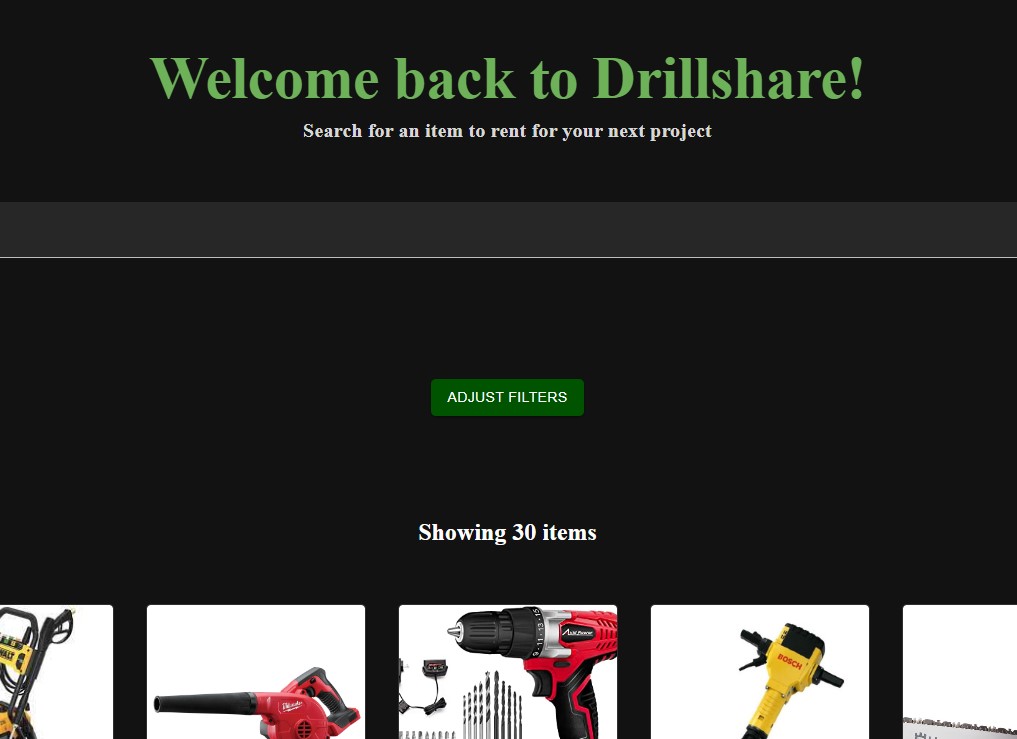 Welcome back to Drillshare!
Search for an item to rent for your next project
ADJUST FILTERS
Showing 30 items
Milwaukee
BOSCH